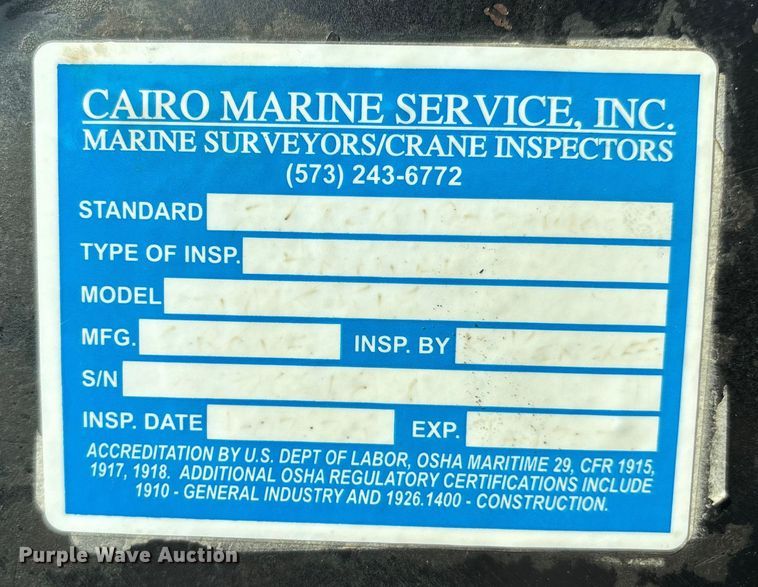 CAIRO MARINE SERVICE, INC.
MARINE SURVEYORS/CRANE INSPECTORS
(573) 243-6772
STANDARD
TYPE OF INSP.
MODEL
MFG. INSP. BY
S/N
INSP. DATE EXP.
ACCREDITATION BY U.S. DEPT OF LABOR, OSHA MARITIME 29, CFR 1915,
1917, 1918. ADDITIONAL OSHA REGULATORY CERTIFICATIONS INCLUDE
1910 - GENERAL INDUSTRY AND 1926.1400 - CONSTRUCTION.
Purple Wave Auction